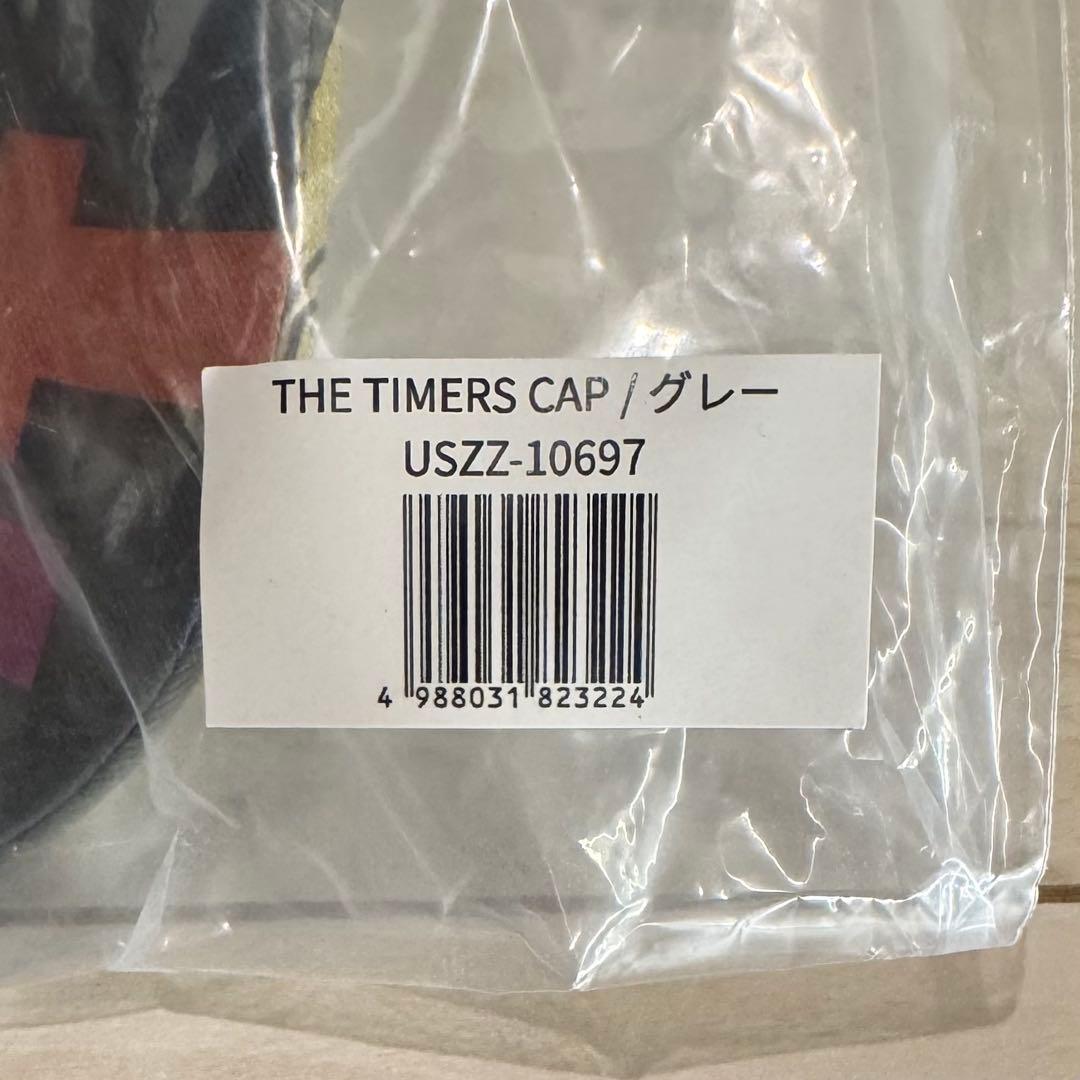 THE TIMERS CAP / グレー
USZZ-10697
4 988031 823224